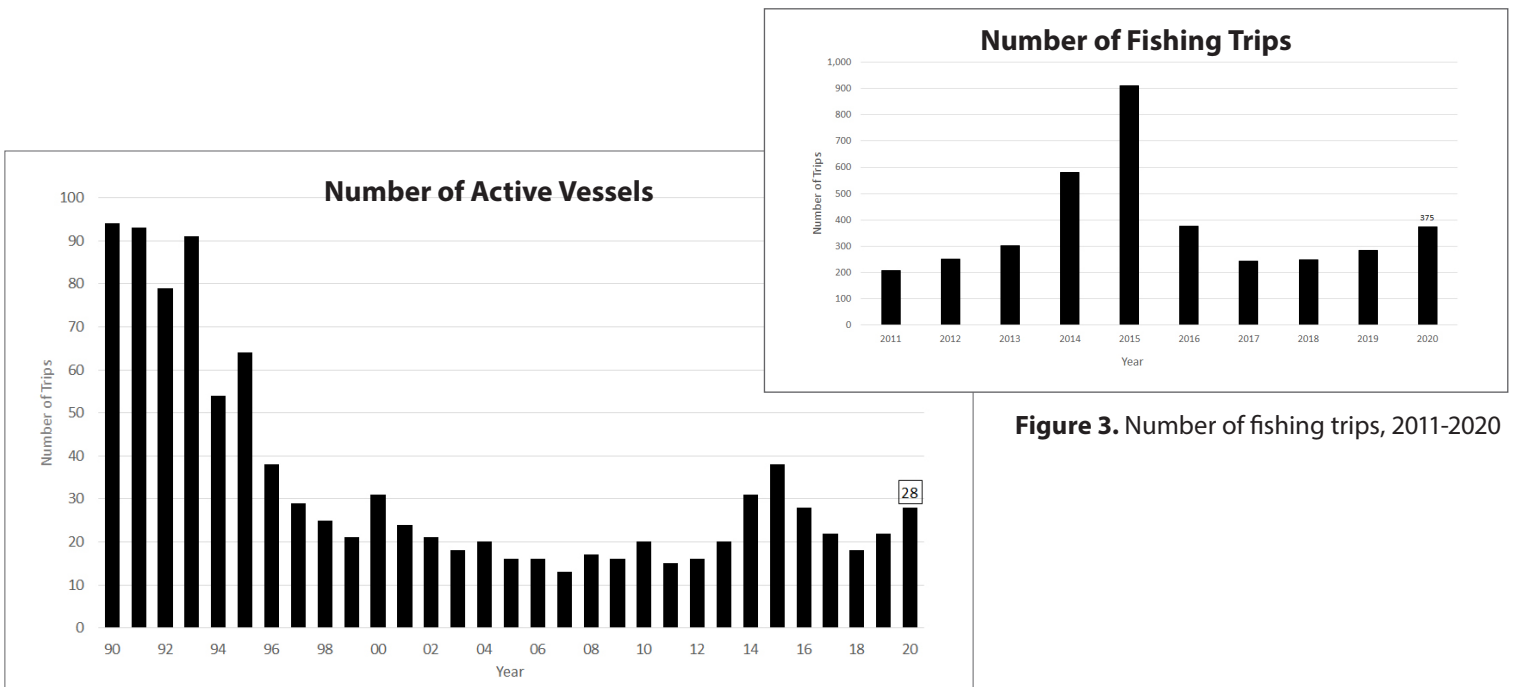 Number of Active Vessels
Number of Trips
100
90
80
70
60
50
40
30
20
10
0
28
90 92 94 96 98 00 02 04 06 08 10 12 14 16 18 20
Year
Number of Fishing Trips
Number of Trips
1,000
900
800
700
600
500
400
300
200
100
0
375
2011 2012 2013 2014 2015 2016 2017 2018 2019 2020
Year
Figure 3. Number of fishing trips, 2011-2020